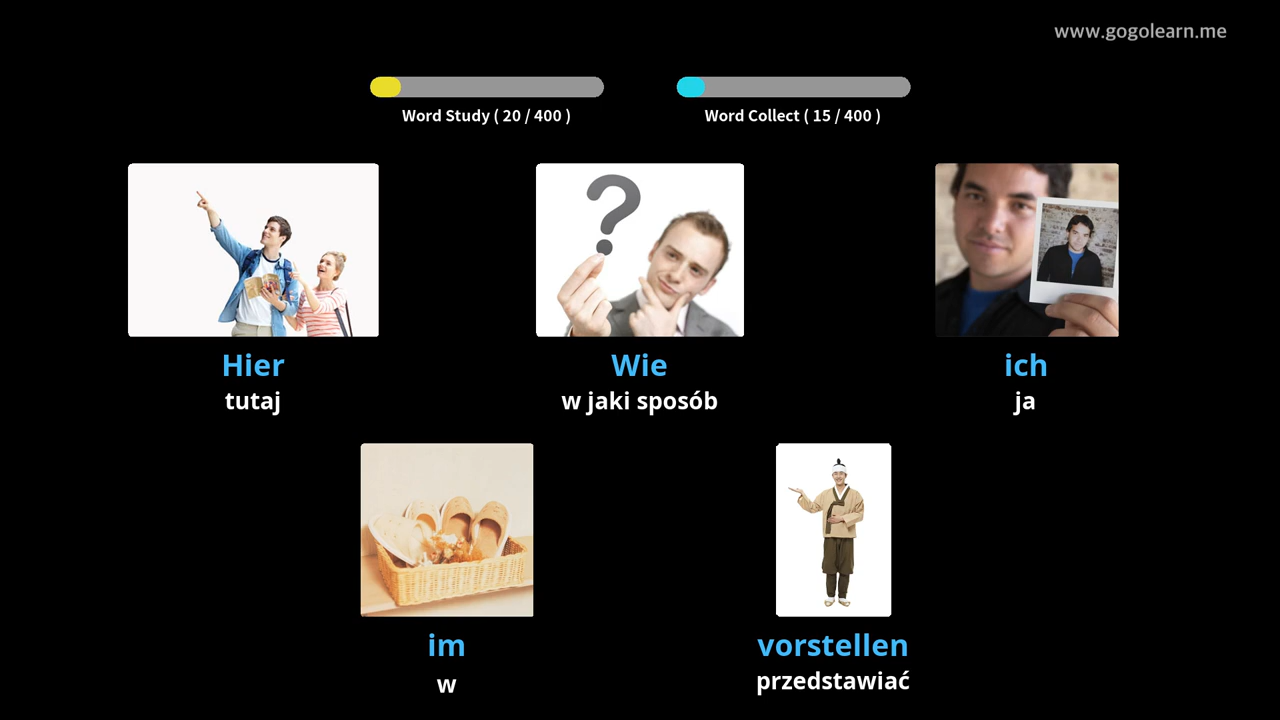 www.gogolearn.me
Word Study ( 20 / 400 )
Word Collect ( 15 / 400 )
Hier
tutaj
Wie
w jaki sposób
ich
ja
im
w
vorstellen
przedstawiać